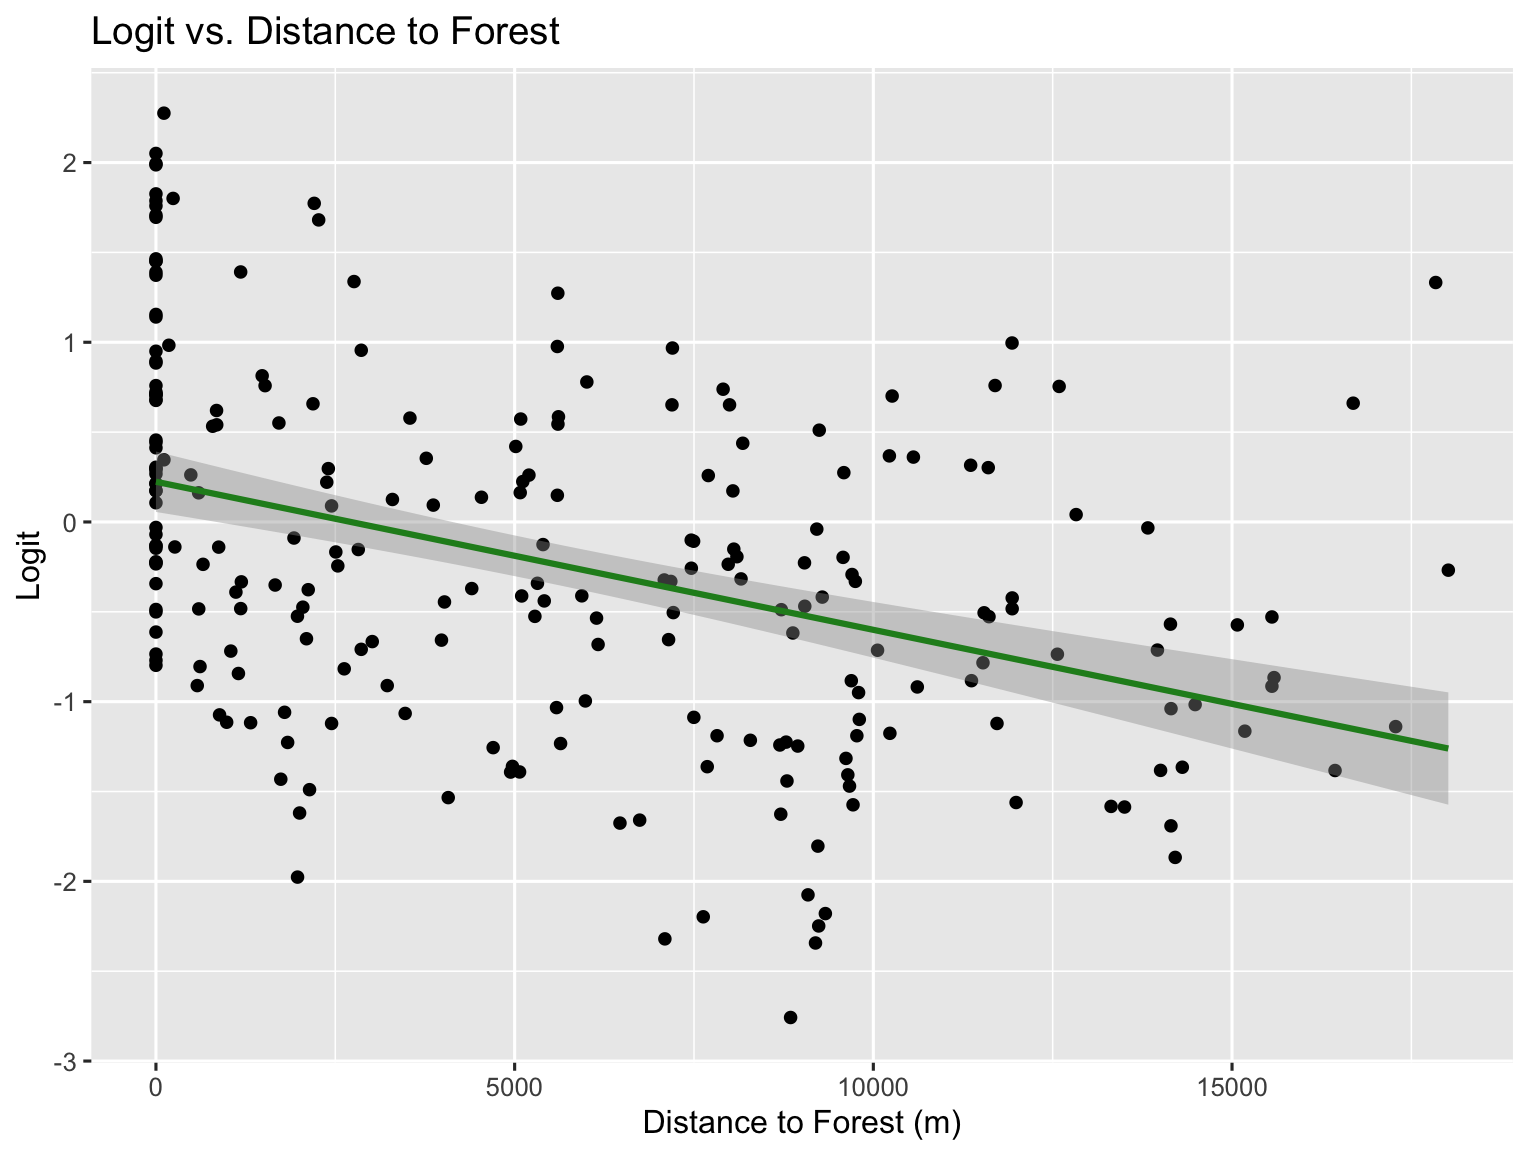 Logit vs. Distance to Forest
2
1
0
-1
-2
-3
Logit
0 5000 10000 15000
Distance to Forest (m)